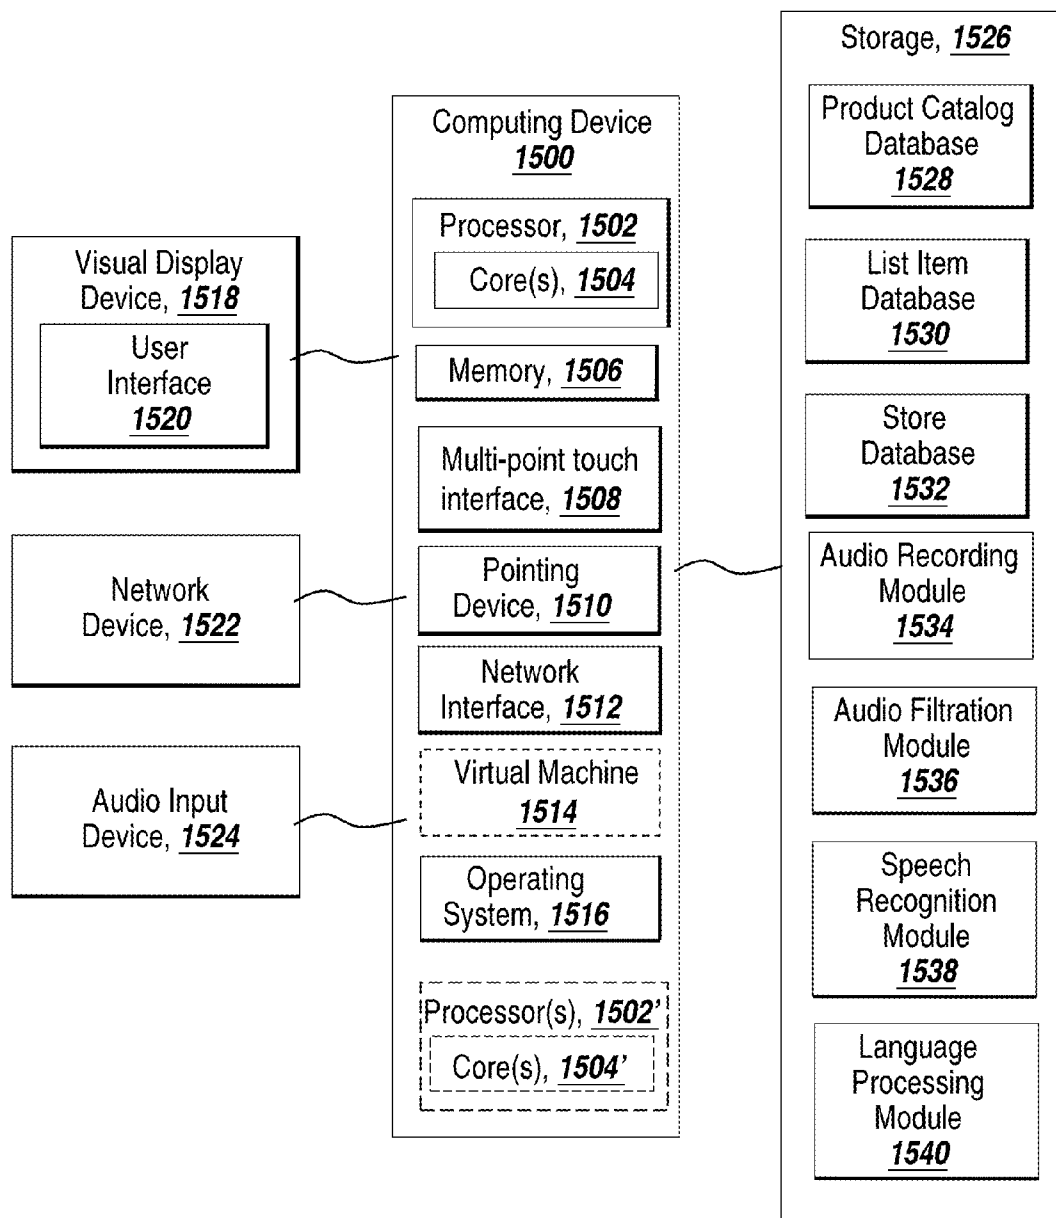 Visual Display
Device, 1518
User
Interface
1520
Network
Device, 1522
Audio Input
Device, 1524
Computing Device
1500
Processor, 1502
Core(s), 1504
Memory, 1506
Multi-point touch
interface, 1508
Pointing
Device, 1510
Network
Interface, 1512
Virtual Machine
1514
Operating
System, 1516
Processor(s), 1502’
Core(s), 1504’
Storage, 1526
Product Catalog
Database
1528
List Item
Database
1530
Store
Database
1532
Audio Recording
Module
1534
Audio Filtration
Module
1536
Speech
Recognition
Module
1538
Language
Processing
Module
1540